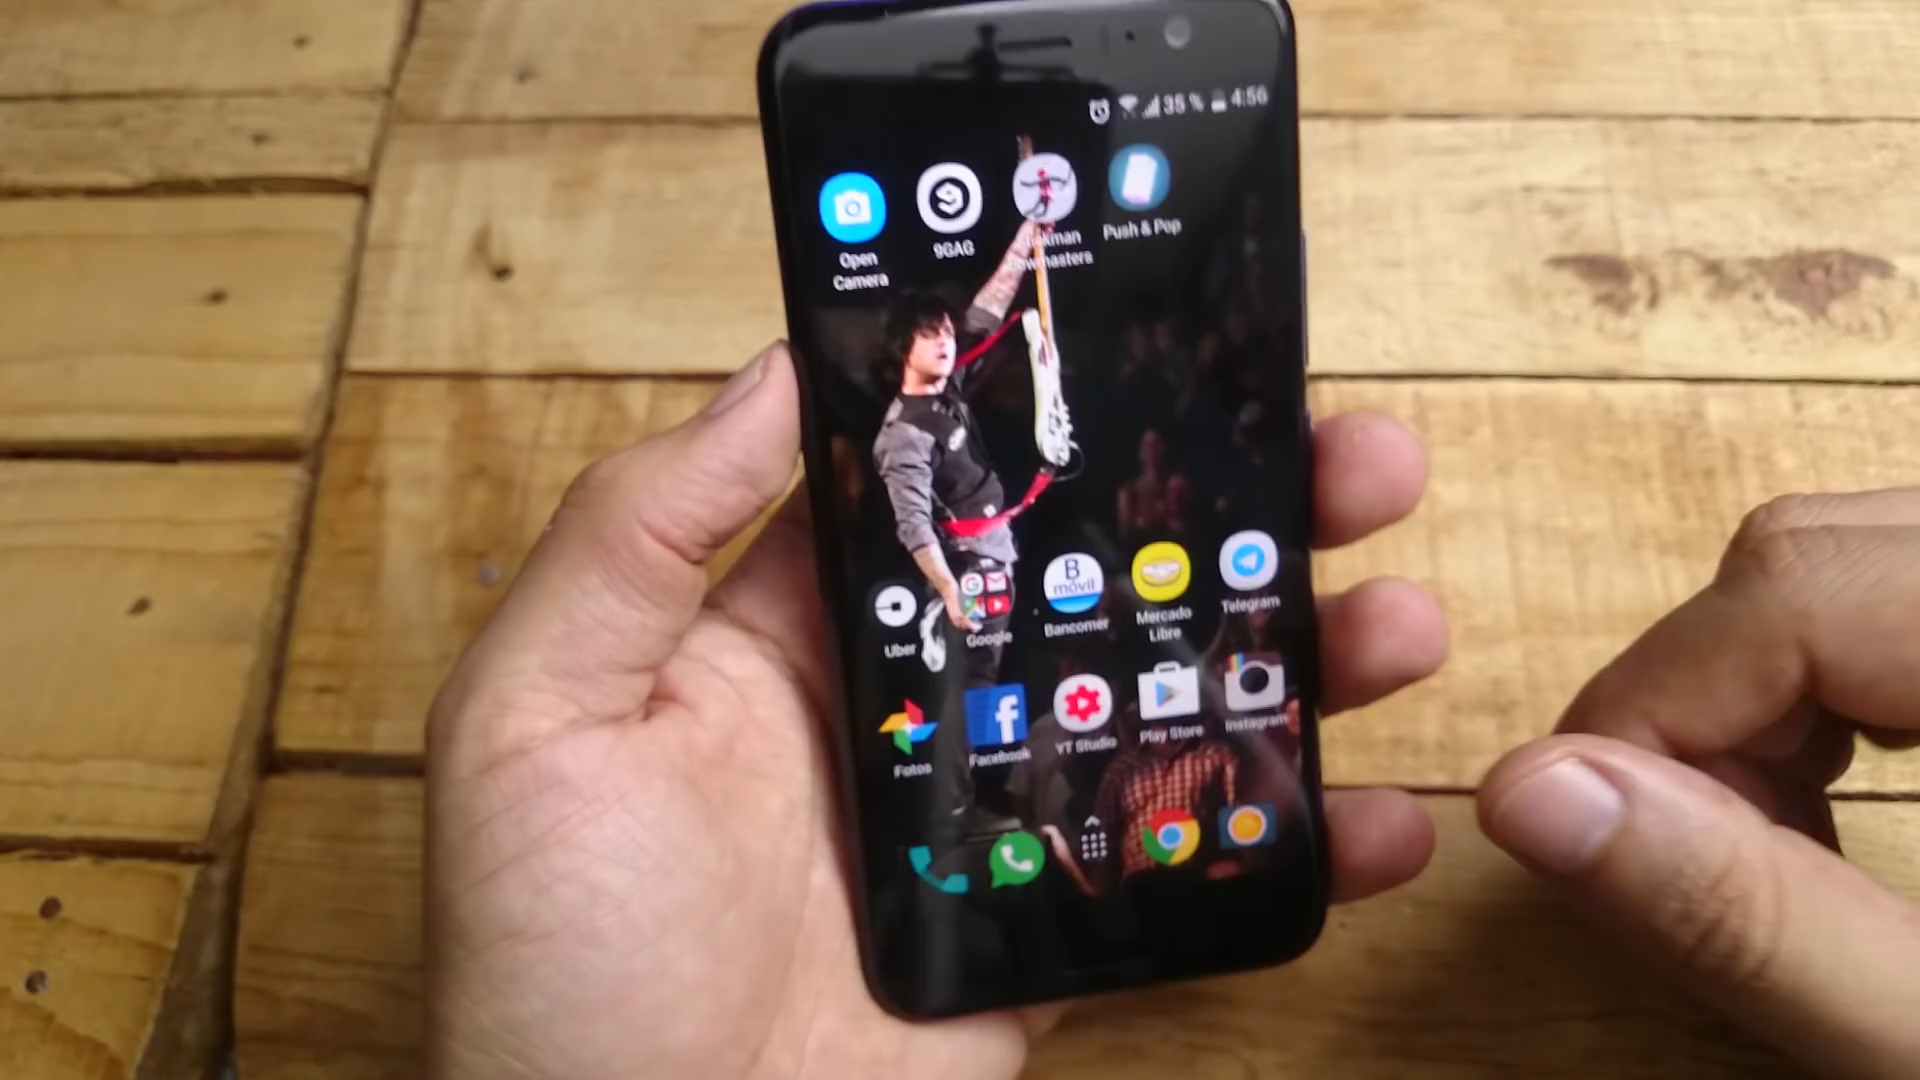 35 % 4:56
Open
Camera
9GAG
Push & Pop
Uber
Google
B
móvil
Bancomer
Mercado
Libre
Telegram
Fotos
Facebook
YT Studio
Play Store
Instagram